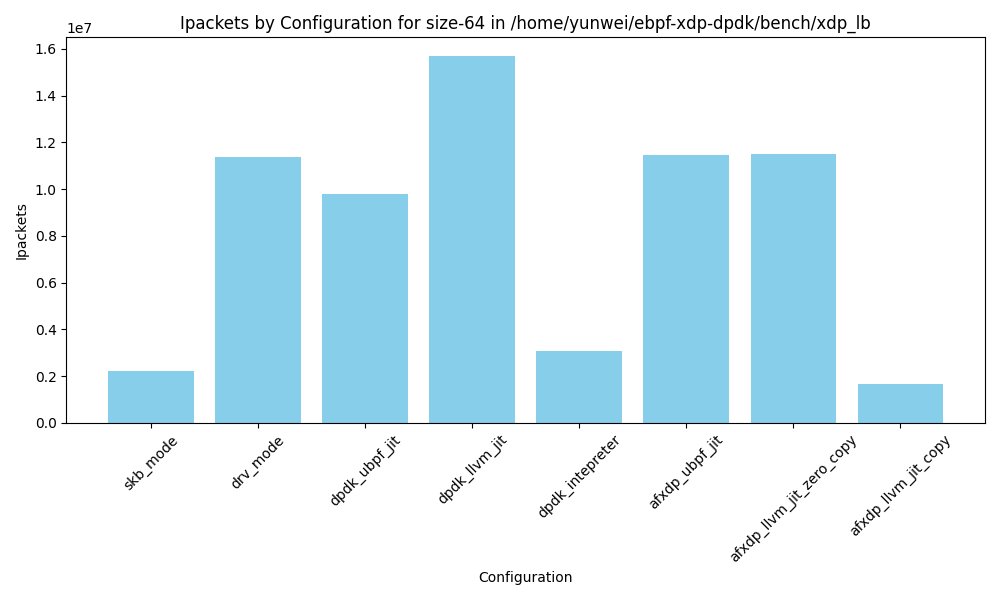 Ipackets by Configuration for size-64 in /home/yunwei/ebpf-xdp-dpdk/bench/xdp_lb
1e7
1.6
1.4
1.2
1.0
0.8
0.6
0.4
0.2
0.0
Ipackets
skb_mode
drv_mode
dpdk_ubpf_jit
dpdk_llvm_jit
dpdk_intepreter
afxdp_ubpf_jit
afxdp_llvm_jit_zero_copy
afxdp_llvm_jit_copy
Configuration